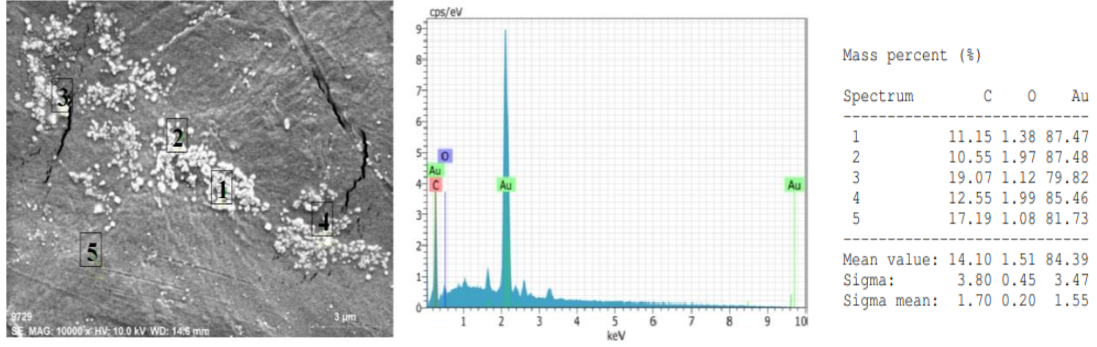 3
2
1
4
5
9729
SE, MAG: 10000 x HV: 10.0 kV WD: 14.6 mm
3 µm
cps/eV
9
8
7
6
5
4
3
2
1
0
O
Au
C
Au
Au
1 2 3 4 5 6 7 8 9 10
keV
Mass percent (%)
Spectrum C O Au
1 11.15 1.38 87.47
2 10.55 1.97 87.48
3 19.07 1.12 79.82
4 12.55 1.99 85.46
5 17.19 1.08 81.73
Mean value: 14.10 1.51 84.39
Sigma: 3.80 0.45 3.47
Sigma mean: 1.70 0.20 1.55